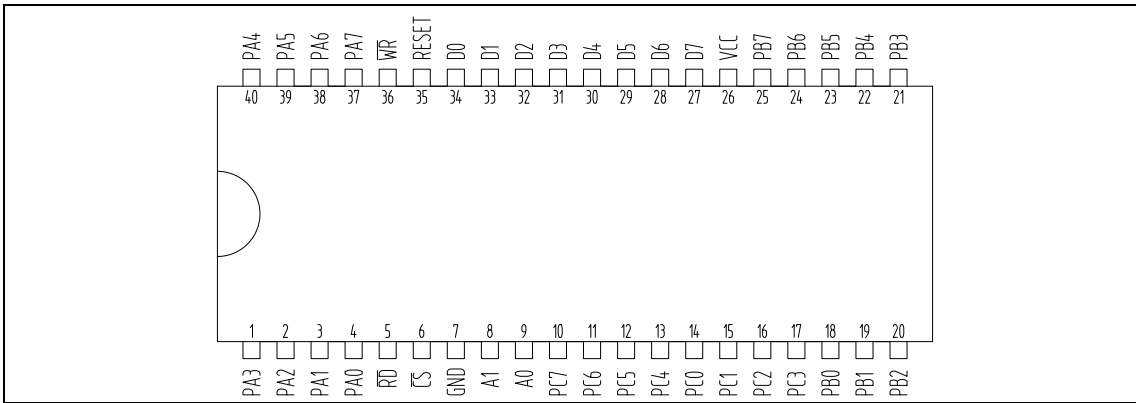 PA4 PA5 PA6 PA7 W̅R̅ RESET D0 D1 D2 D3 D4 D5 D6 D7 VCC PB7 PB6 PB5 PB4 PB3
40 39 38 37 36 35 34 33 32 31 30 29 28 27 26 25 24 23 22 21
1 2 3 4 5 6 7 8 9 10 11 12 13 14 15 16 17 18 19 20
PA3 PA2 PA1 PA0 R̅D̅ C̅S̅ GND A1 A0 PC7 PC6 PC5 PC4 PC0 PC1 PC2 PC3 PB0 PB1 PB2